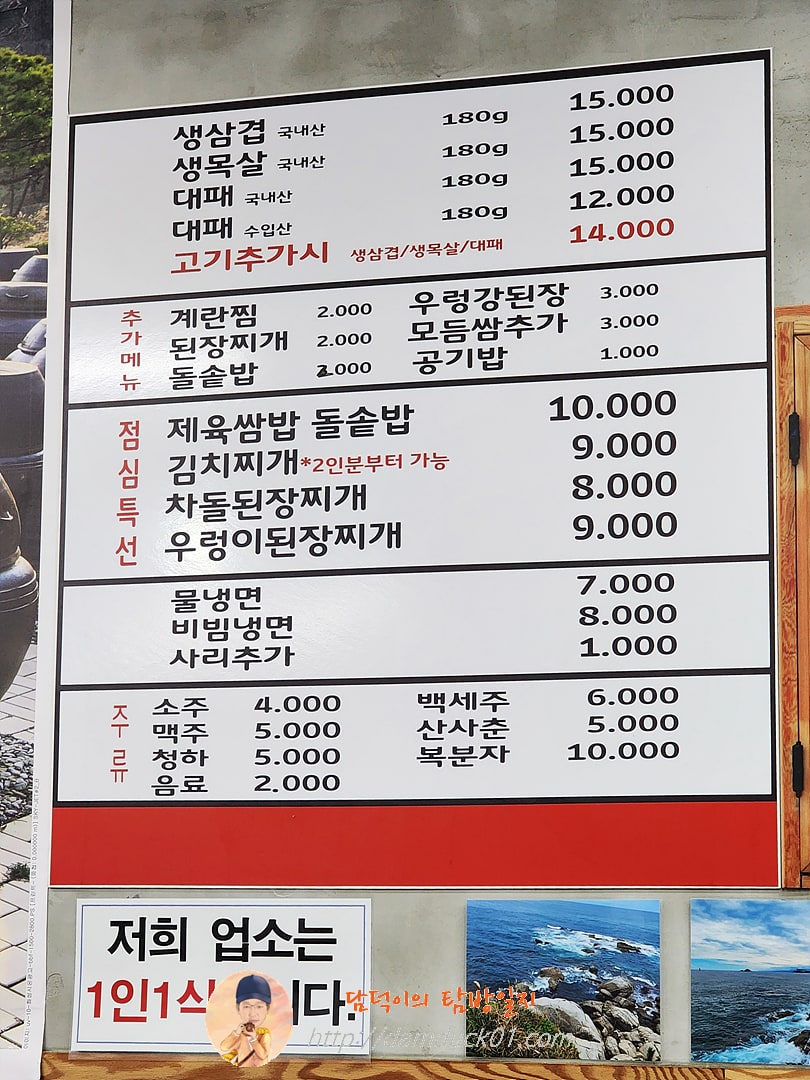 생삼겹 국내산 180g 15.000
생목살 국내산 180g 15.000
대패 국내산 180g 15.000
대패 수입산 180g 12.000
고기추가시 생삼겹/생목살/대패 14.000
추가메뉴
계란찜 2.000 우렁강된장 3.000
된장찌개 2.000 모듬쌈추가 3.000
돌솥밥 .000 공기밥 1.000
점심특선
제육쌈밥 돌솥밥 10.000
김치찌개*2인분부터 가능 9.000
차돌된장찌개 8.000
우렁이된장찌개 9.000
물냉면 7.000
비빔냉면 8.000
사리추가 1.000
주류
소주 4.000 백세주 6.000
맥주 5.000 산사춘 5.000
청하 5.000 복분자 10.000
음료 2.000
저희 업소는
1인1식 다.
담덕이의 탐방일지
http://damduck01.com